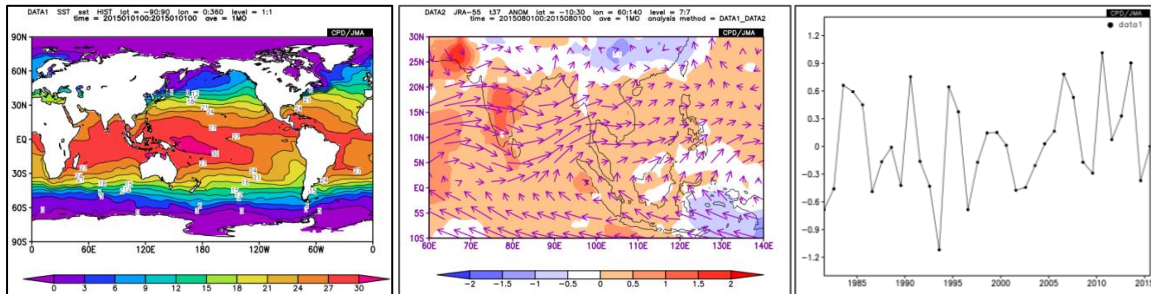 DATA1 SST sst HIST lat = -90:90 lon = 0:360 level = 1:1
time = 2015010100:2015010100 ave = 1MO
CPD/JMA
90N
60N
30N
EQ
30S
60S
90S
0
60E
120E
180
120W
60W
0
0
3
6
9
12
15
18
21
24
27
30
DATA2 JRA-55 t37 ANOM lat = -10:30 lon = 60:140 level = 7:7
time = 2015080100:2015080100 ave = 1MO analysis method = DATA1_DATA2
CPD/JMA
30N
25N
20N
15N
10N
5N
EQ
5S
10S
60E
70E
80E
90E
100E
110E
120E
130E
140E
-2
-1.5
-1
-0.5
0
0.5
1
1.5
2
CPD/JMA
data1
1.2
0.9
0.6
0.3
0
-0.3
-0.6
-0.9
-1.2
1985
1990
1995
2000
2005
2010
2015